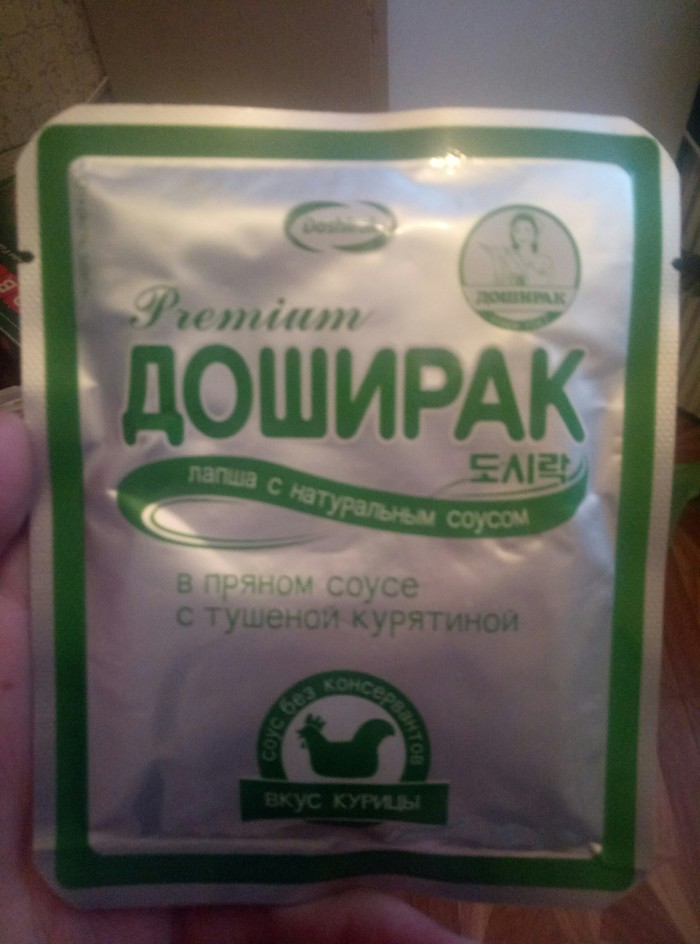 Doshirak
ДОШИРАК
Premium
ДОШИРАК
도시락
лапша с натуральным соусом
в пряном соусе
с тушеной курятиной
соус без консервантов
ВКУС КУРИЦЫ